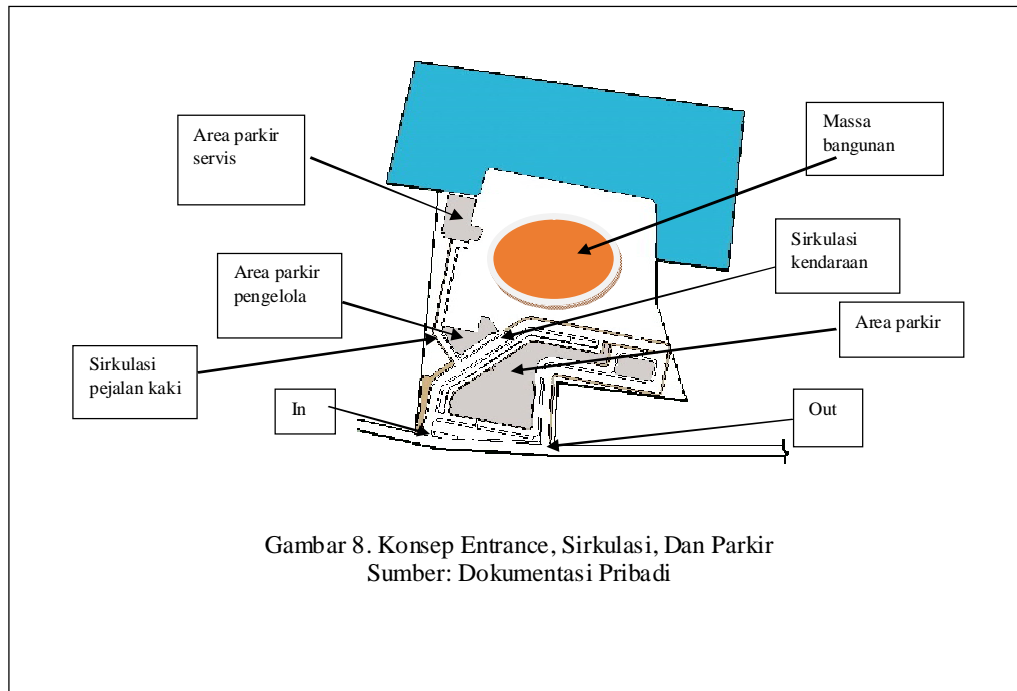 Area parkir
servis
Massa
bangunan
Sirkulasi
kendaraan
Area parkir
pengelola
Area parkir
Sirkulasi
pejalan kaki
In
Out
Gambar 8. Konsep Entrance, Sirkulasi, Dan Parkir
Sumber: Dokumentasi Pribadi